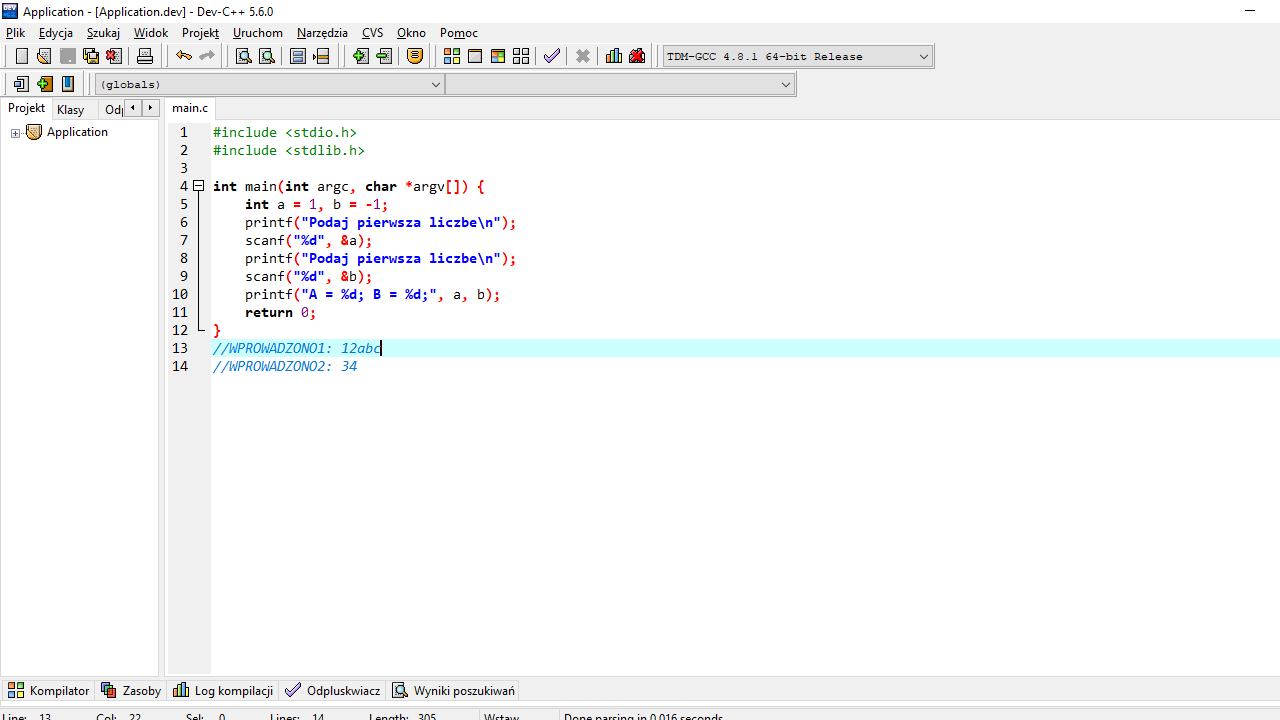 Application - [Application.dev] - Dev-C++ 5.6.0
Plik Edycja Szukaj Widok Projekt Uruchom Narzędzia CVS Okno Pomoc
TDM-GCC 4.8.1 64-bit Release
(globals)
Projekt Klasy
main.c
Application
1 #include <stdio.h>
2 #include <stdlib.h>
3
4 int main(int argc, char *argv[]) {
5 int a = 1, b = -1;
6 printf("Podaj pierwsza liczbe\n");
7 scanf("%d", &a);
8 printf("Podaj pierwsza liczbe\n");
9 scanf("%d", &b);
10 printf("A = %d; B = %d;", a, b);
11 return 0;
12 }
13 //WPROWADZONO1: 12abc
14 //WPROWADZONO2: 34
Kompilator Zasoby Log kompilacji Odpluskwiacz Wyniki poszukiwań
Line: 13 Col: 22 Sel: 0 Lines: 14 Length: 305 Wstaw Done parsing in 0.016 seconds